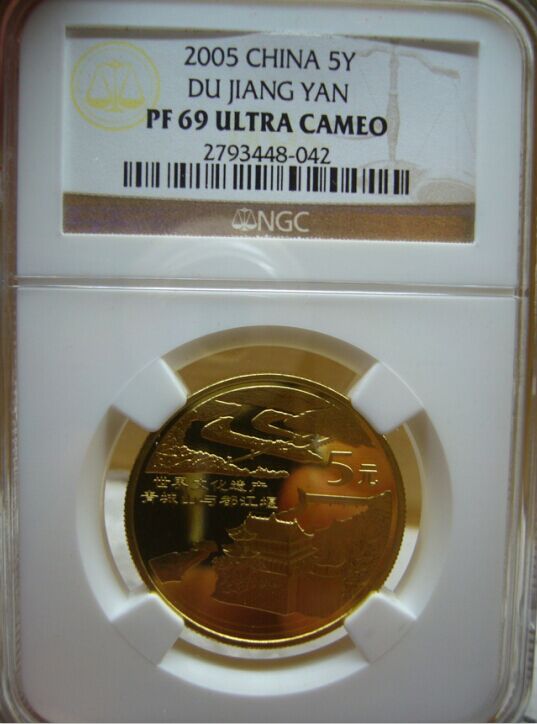 2005 CHINA 5Y
DU JIANG YAN
PF 69 ULTRA CAMEO
2793448-042
NGC
5元
世界文化遗产
青城山与都江堰